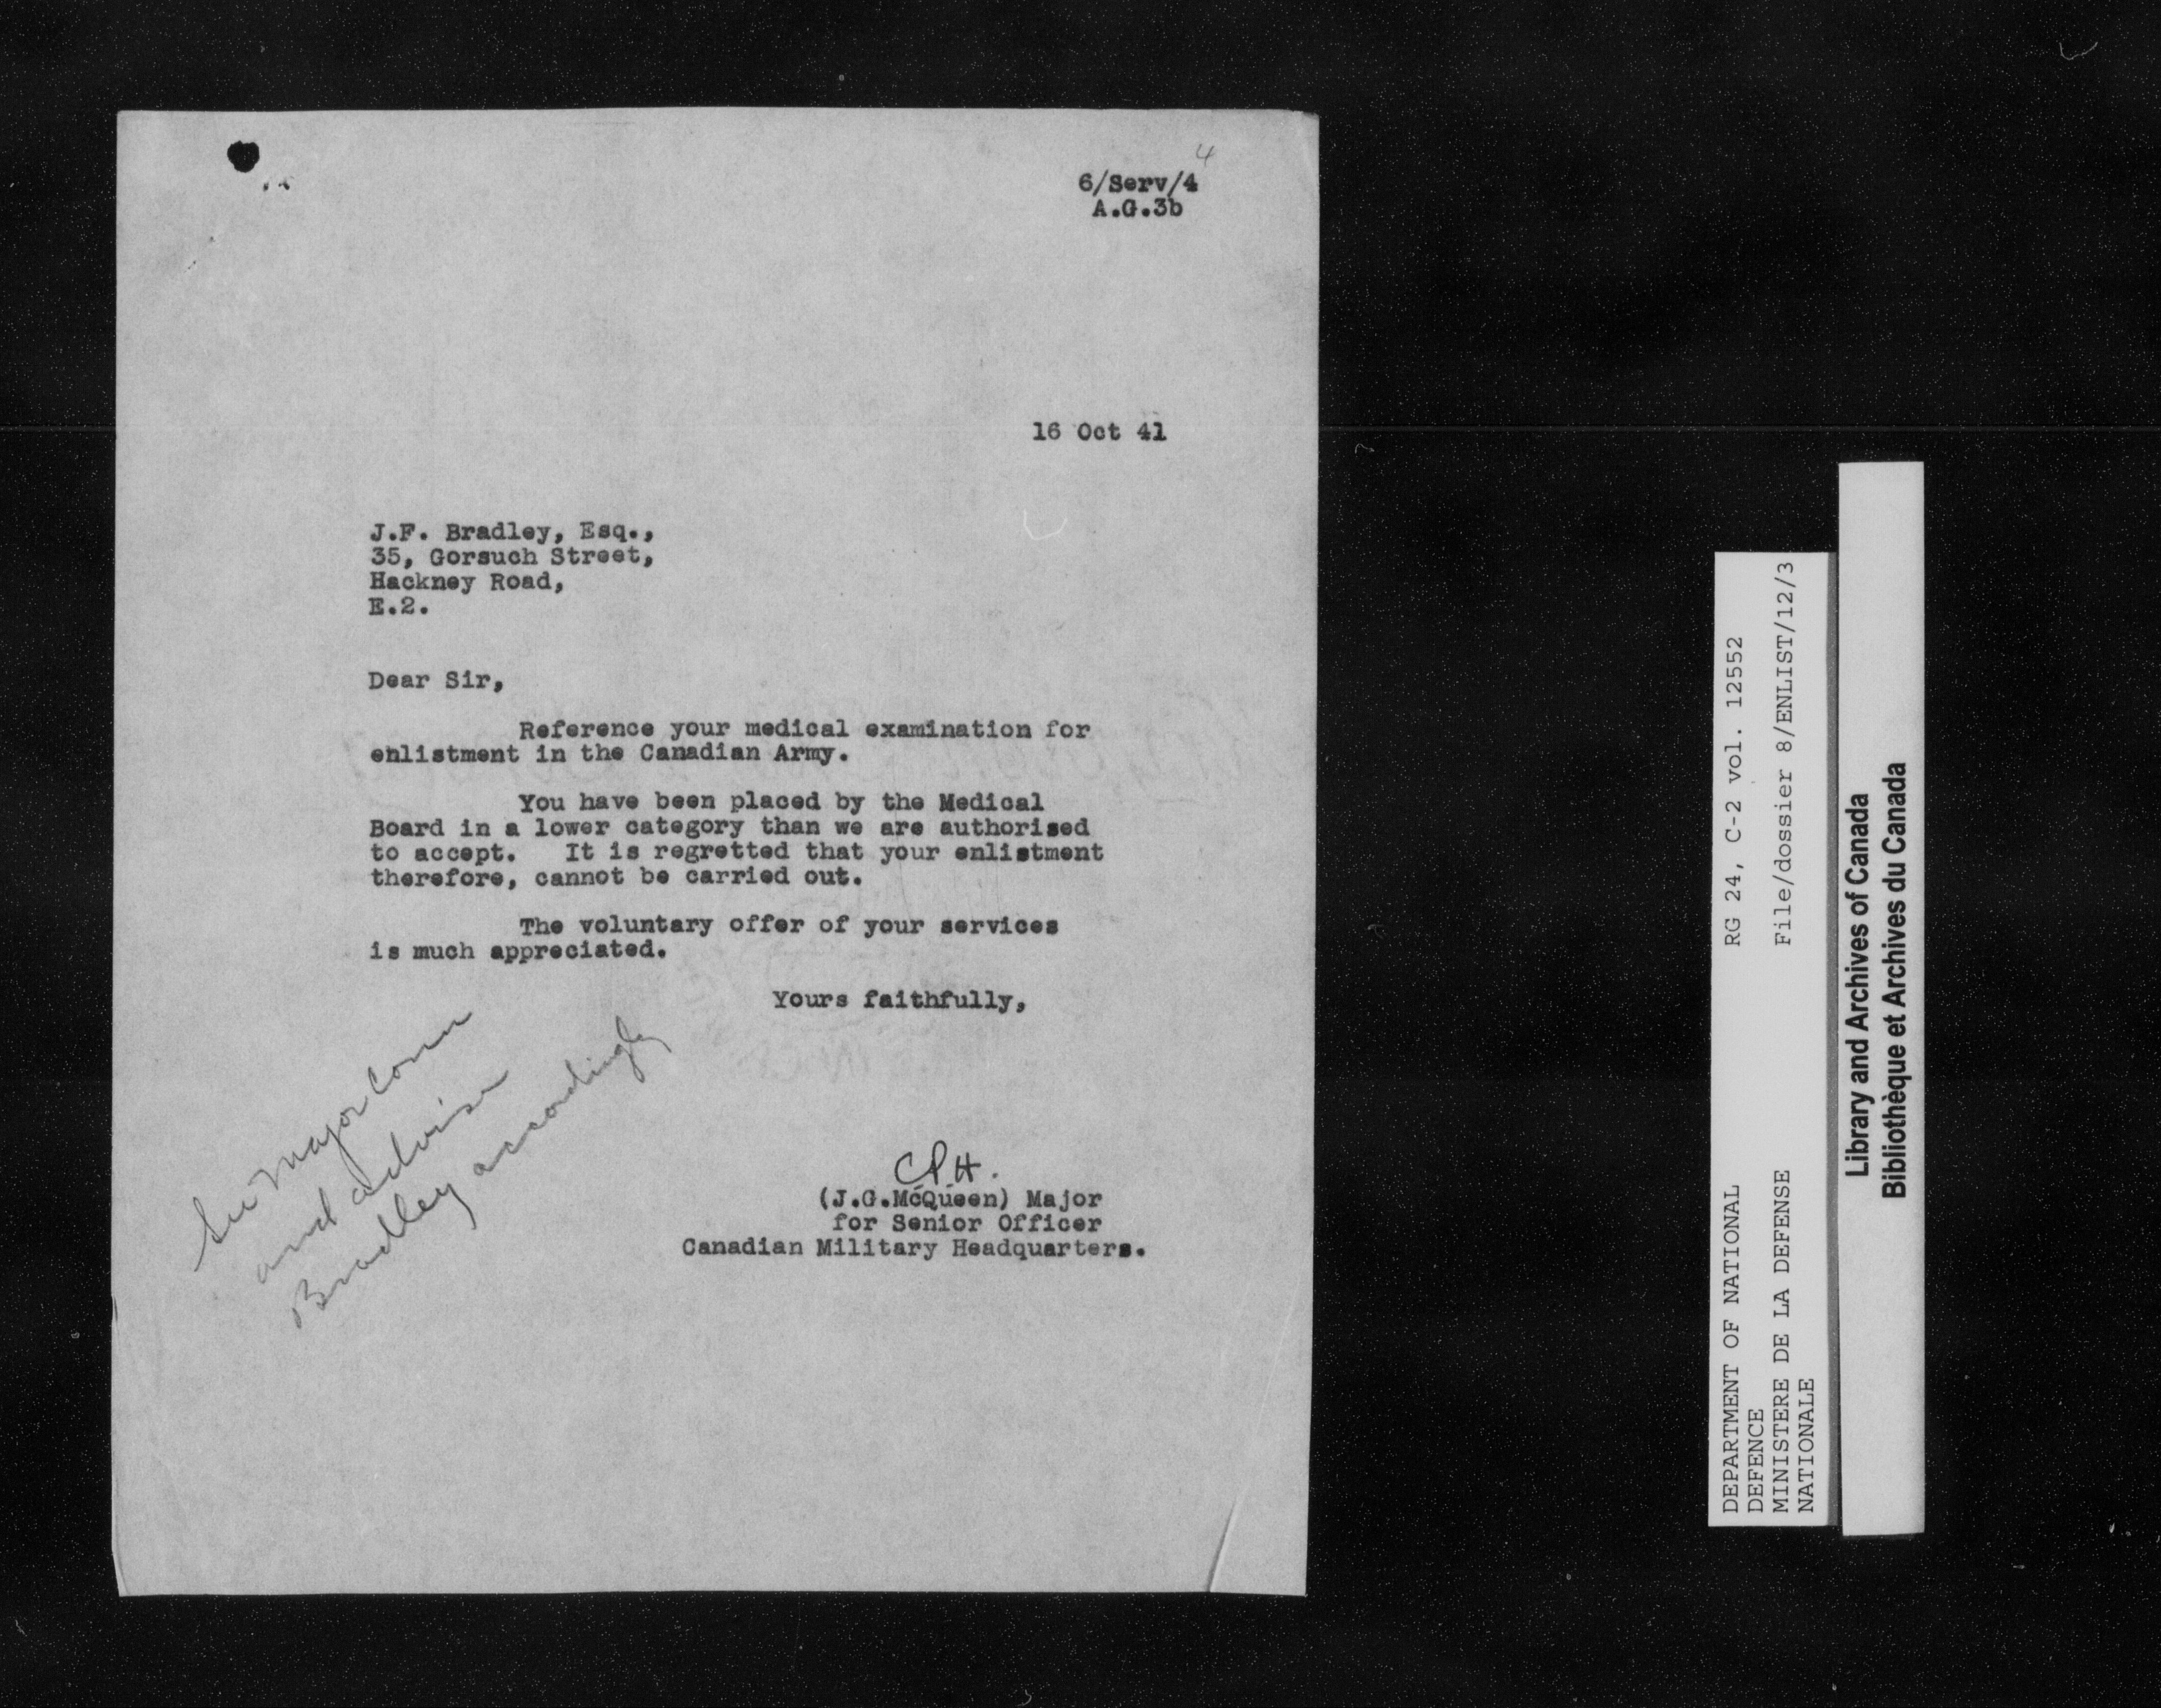 4
6/Serv/4
A.G.3b
16 Oct 41
J.F. Bradley, Esq.,
35, Gorsuch Street,
Hackney Road,
E.2.
Dear Sir,
Reference your medical examination for
enlistment in the Canadian Army.
You have been placed by the Medical
Board in a lower category than we are authorised
to accept. It is regretted that your enlistment
therefore, cannot be carried out.
The voluntary offer of your services
is much appreciated.
Yours faithfully,
See Major
and advise
Bradley accordingly
C.P.H.
(J.G.McQueen) Major
for Senior Officer
Canadian Military Headquarters.
DEPARTMENT OF NATIONAL
DEFENCE
MINISTERE DE LA DEFENSE
NATIONALE
RG 24, C-2 vol. 12552
File/dossier 8/ENLIST/12/3
Library and Archives of Canada
Bibliothèque et Archives du Canada